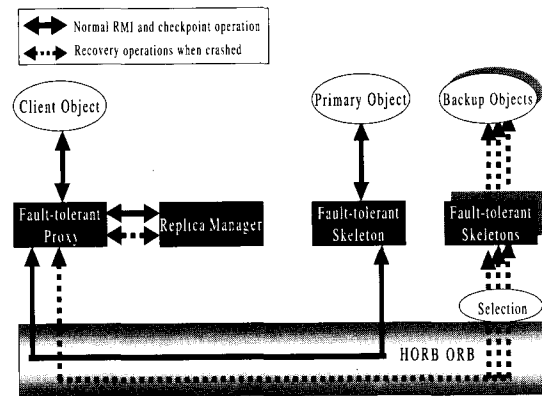 Normal RMI and checkpoint operation
Recovery operations when crashed
Client Object
Primary Object
Backup Objects
Fault-tolerant
Proxy
Replica Manager
Fault-tolerant
Skeleton
Fault-tolerant
Skeletons
Selection
HORB ORB